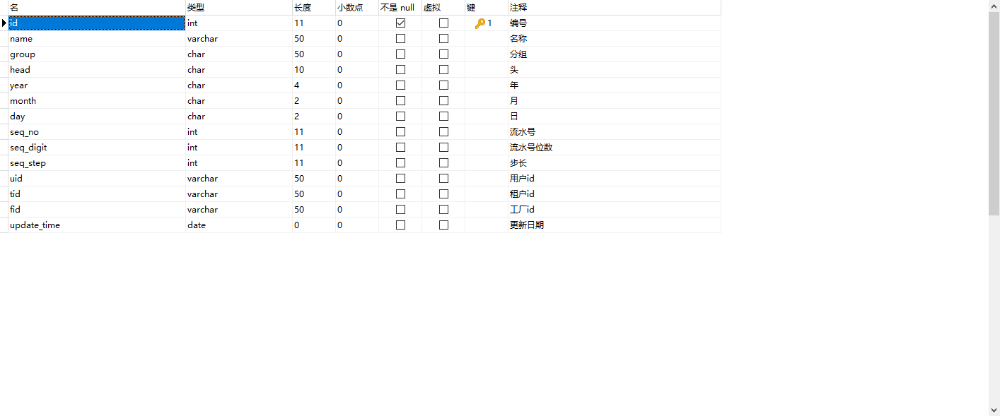 名 类型 长度 小数点 不是 null 虚拟 键 注释
id int 11 0 1 编号
name varchar 50 0 名称
group char 50 0 分组
head char 10 0 头
year char 4 0 年
month char 2 0 月
day char 2 0 日
seq_no int 11 0 流水号
seq_digit int 11 0 流水号位数
seq_step int 11 0 步长
uid varchar 50 0 用户id
tid varchar 50 0 租户id
fid varchar 50 0 工厂id
update_time date 0 0 更新日期